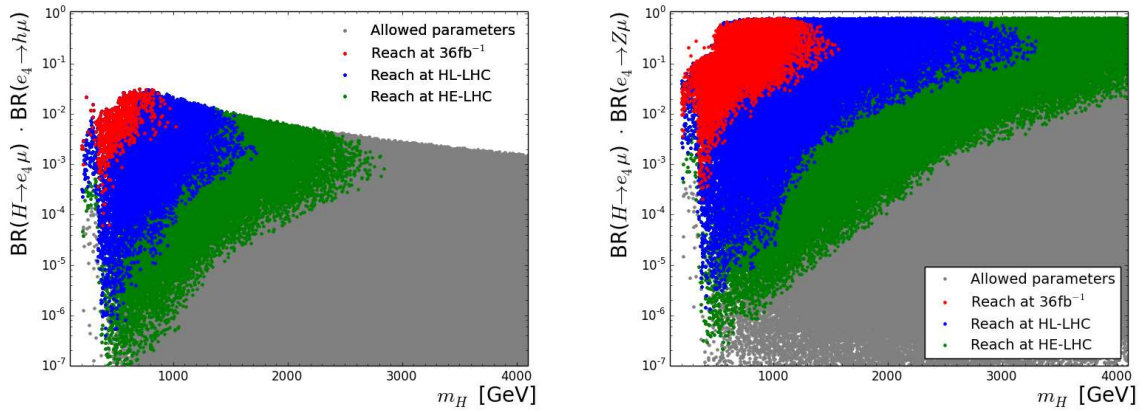 BR(H→e₄μ) · BR(e₄→hμ)
10⁰
10⁻¹
10⁻²
10⁻³
10⁻⁴
10⁻⁵
10⁻⁶
10⁻⁷
Allowed parameters
Reach at 36fb⁻¹
Reach at HL-LHC
Reach at HE-LHC
1000 2000 3000 4000
m_H [GeV]
BR(H→e₄μ) · BR(e₄→Zμ)
10⁰
10⁻¹
10⁻²
10⁻³
10⁻⁴
10⁻⁵
10⁻⁶
10⁻⁷
Allowed parameters
Reach at 36fb⁻¹
Reach at HL-LHC
Reach at HE-LHC
1000 2000 3000 4000
m_H [GeV]